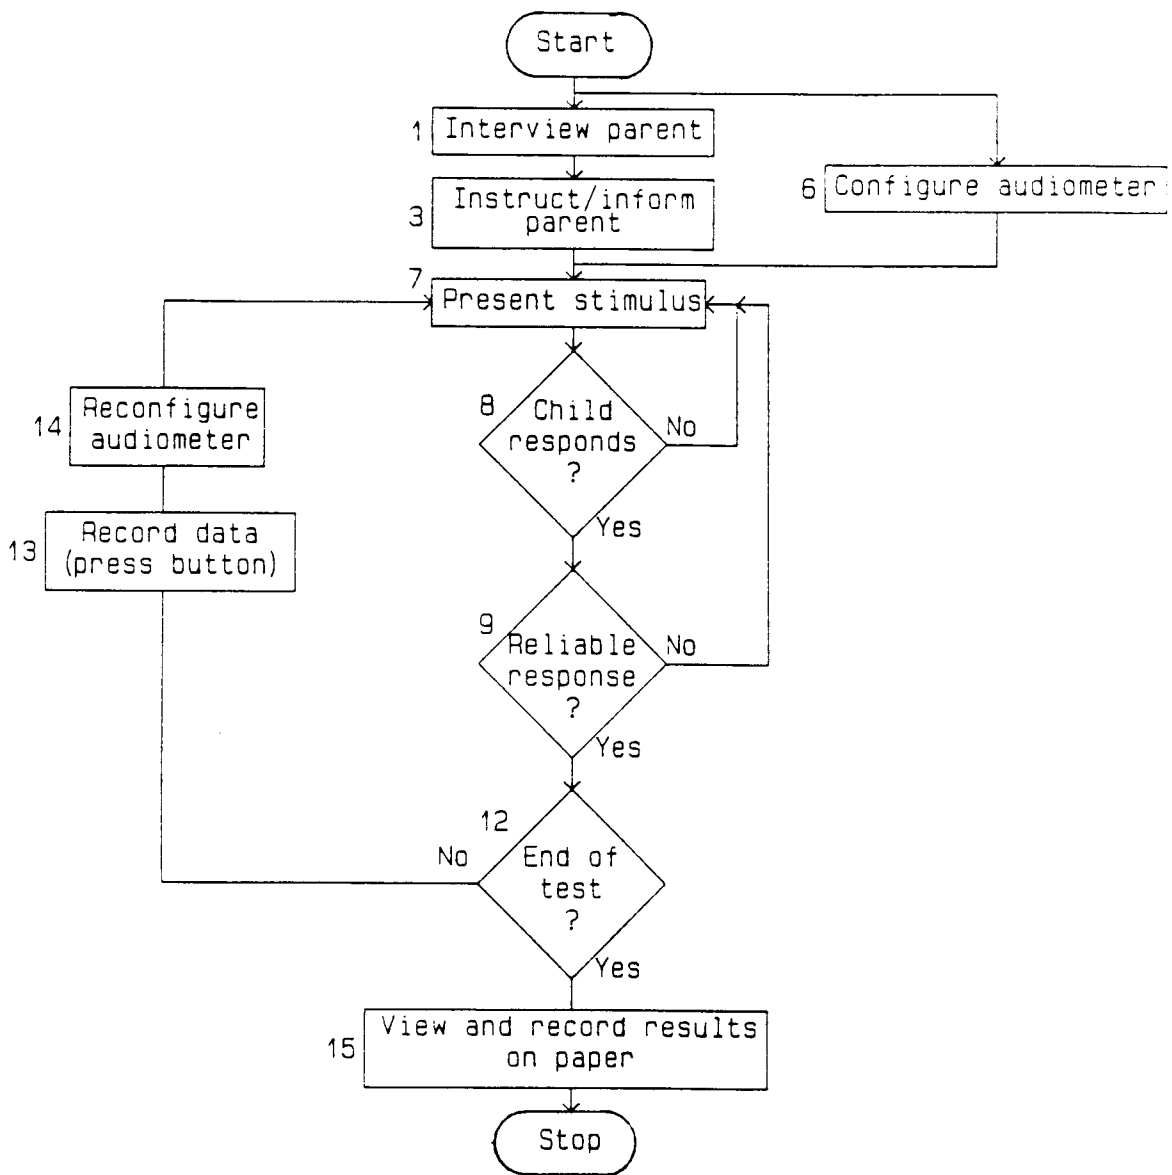 Start
1 Interview parent
3 Instruct/inform
parent
6 Configure audiometer
7 Present stimulus
14 Reconfigure
audiometer
8 Child
responds
?
No
Yes
13 Record data
(press button)
9 Reliable
response
?
No
Yes
12 End of
test
?
No
Yes
15 View and record results
on paper
Stop